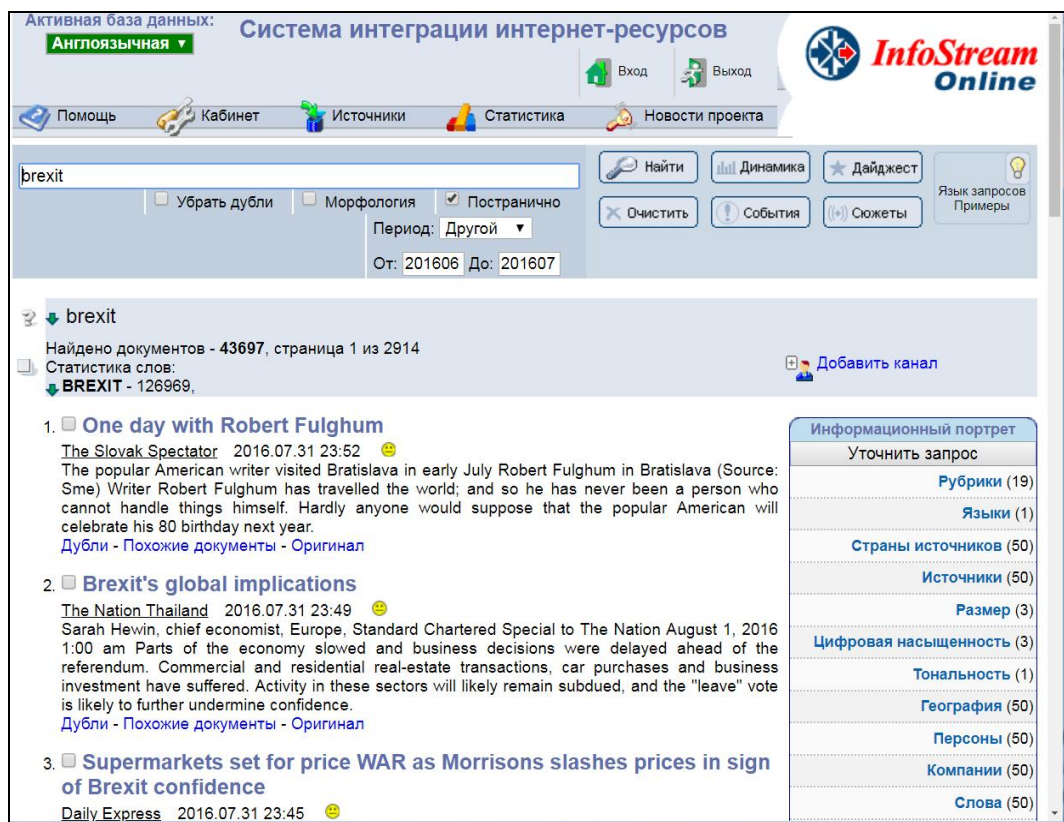 Активная база данных:
Англоязычная ▼
Система интеграции интернет-ресурсов
Вход
Выход
InfoStream
Online
Помощь
Кабинет
Источники
Статистика
Новости проекта
brexit
Найти
Динамика
Дайджест
Язык запросов
Примеры
Убрать дубли
Морфология
Постранично
Очистить
События
Сюжеты
Период: Другой ▼
От: 201606 До: 201607
brexit
Найдено документов - 43697, страница 1 из 2914
Статистика слов:
BREXIT - 126969,
Добавить канал
1. One day with Robert Fulghum
The Slovak Spectator 2016.07.31 23:52
The popular American writer visited Bratislava in early July Robert Fulghum in Bratislava (Source:
Sme) Writer Robert Fulghum has travelled the world; and so he has never been a person who
cannot handle things himself. Hardly anyone would suppose that the popular American will
celebrate his 80 birthday next year.
Дубли - Похожие документы - Оригинал
2. Brexit's global implications
The Nation Thailand 2016.07.31 23:49
Sarah Hewin, chief economist, Europe, Standard Chartered Special to The Nation August 1, 2016
1:00 am Parts of the economy slowed and business decisions were delayed ahead of the
referendum. Commercial and residential real-estate transactions, car purchases and business
investment have suffered. Activity in these sectors will likely remain subdued, and the "leave" vote
is likely to further undermine confidence.
Дубли - Похожие документы - Оригинал
3. Supermarkets set for price WAR as Morrisons slashes prices in sign
of Brexit confidence
Daily Express 2016.07.31 23:45
Информационный портрет
Уточнить запрос
Рубрики (19)
Языки (1)
Страны источников (50)
Источники (50)
Размер (3)
Цифровая насыщенность (3)
Тональность (1)
География (50)
Персоны (50)
Компании (50)
Слова (50)